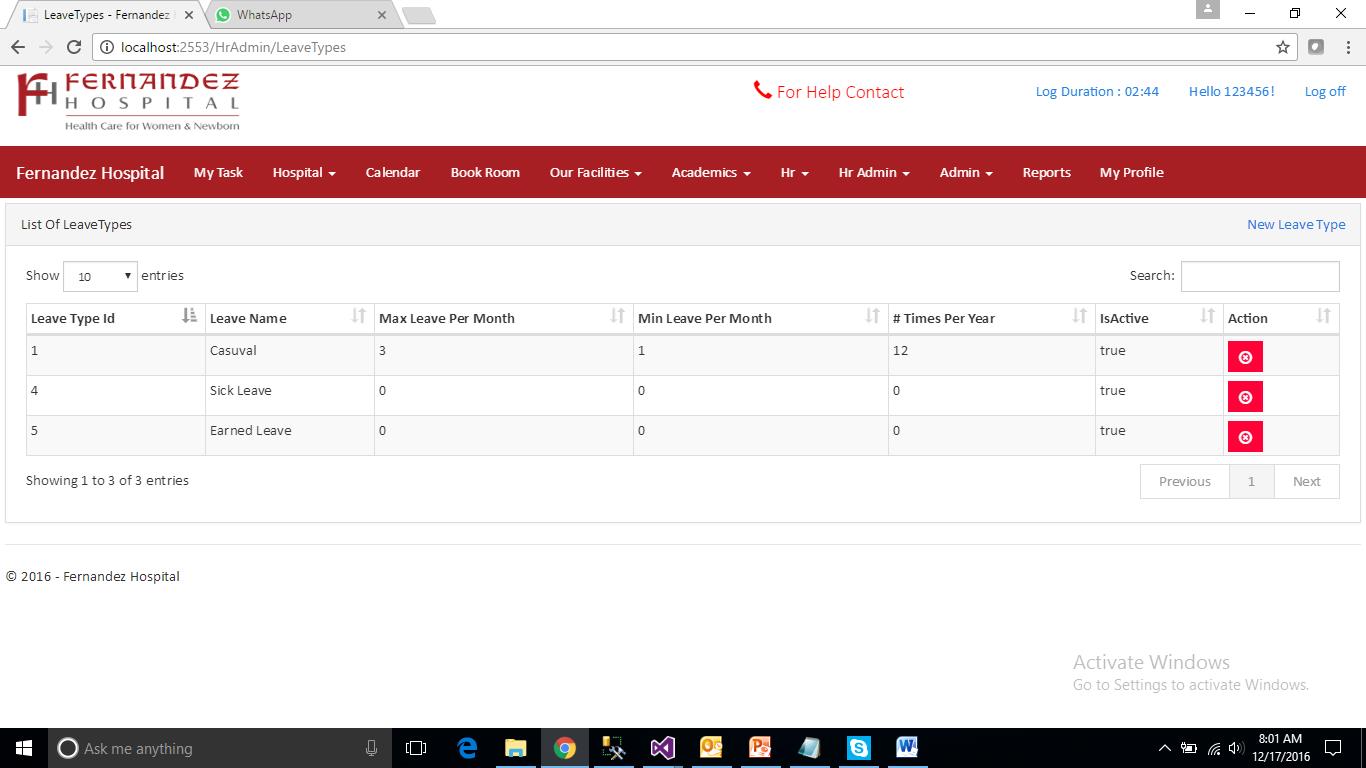 LeaveTypes - Fernandez
WhatsApp
localhost:2553/HrAdmin/LeaveTypes
FERNANDEZ
HOSPITAL
Health Care for Women & Newborn
For Help Contact
Log Duration : 02:44
Hello 123456!
Log off
Fernandez Hospital My Task Hospital Calendar Book Room Our Facilities Academics Hr Hr Admin Admin Reports My Profile
List Of LeaveTypes
New Leave Type
Show 10 entries
Search:
Leave Type Id Leave Name Max Leave Per Month Min Leave Per Month # Times Per Year IsActive Action
1 Casuval 3 1 12 true
4 Sick Leave 0 0 0 true
5 Earned Leave 0 0 0 true
Showing 1 to 3 of 3 entries
Previous 1 Next
© 2016 - Fernandez Hospital
Activate Windows
Go to Settings to activate Windows.
Ask me anything
8:01 AM
12/17/2016